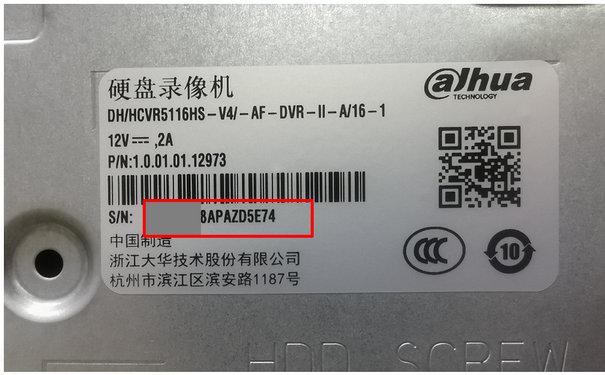 硬盘录像机
alhua
TECHNOLOGY
DH/HCVR5116HS-V4/-AF-DVR-II-A/16-1
12V⎓,2A
P/N:1.0.01.01.12973
S/N: 8APAZD5E74
中国制造
浙江大华技术股份有限公司
杭州市滨江区滨安路1187号
CCC
10
HDD SCREW